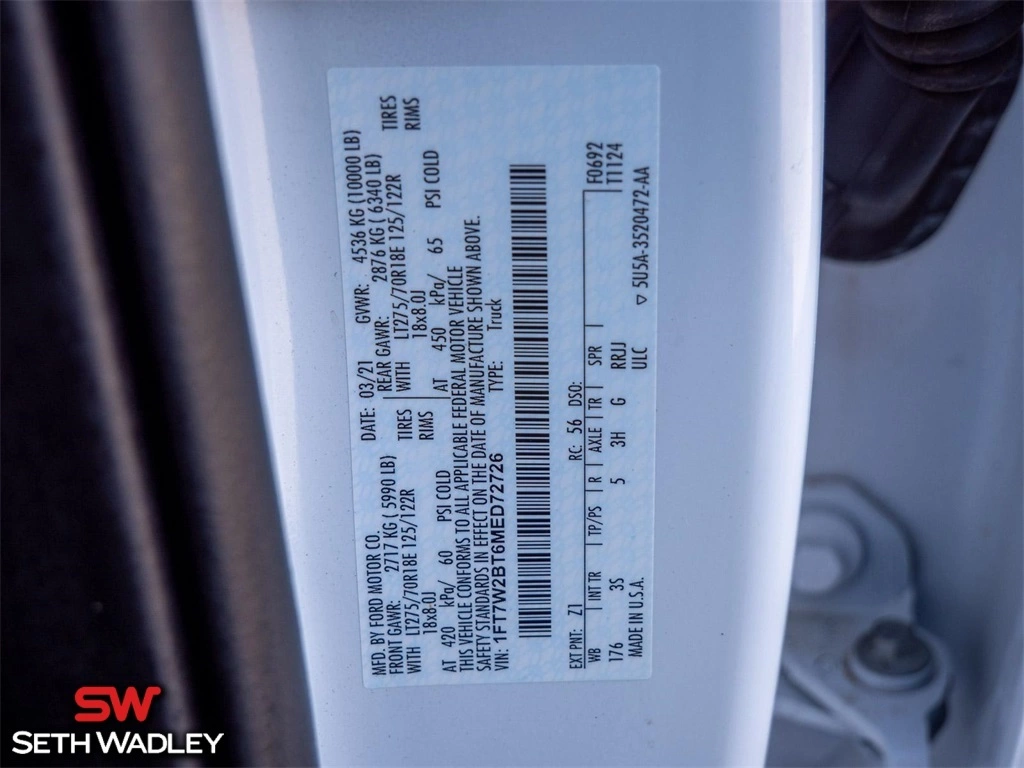 MFD. BY FORD MOTOR CO. DATE: 03/21 GVWR: 4536 KG (10000 LB)
FRONT GAWR: 2717 KG ( 5990 LB) REAR GAWR: 2876 KG ( 6340 LB)
WITH LT275/70R18E 125/122R TIRES WITH LT275/70R18E 125/122R TIRES
18x8.0J RIMS 18x8.0J RIMS
AT 420 kPa/ 60 PSI COLD AT 450 kPa/ 65 PSI COLD
THIS VEHICLE CONFORMS TO ALL APPLICABLE FEDERAL MOTOR VEHICLE
SAFETY STANDARDS IN EFFECT ON THE DATE OF MANUFACTURE SHOWN ABOVE.
VIN: 1FT7W2BT6MED72726 TYPE: Truck
EXT PNT: Z1 RC: 56 DSO:
WB INT TR TP/PS R AXLE TR SPR F0692
176 3S 5 3H G RRJJ T1124
MADE IN U.S.A. ULC ▽ 5U5A-3520472-AA
SW
SETH WADLEY